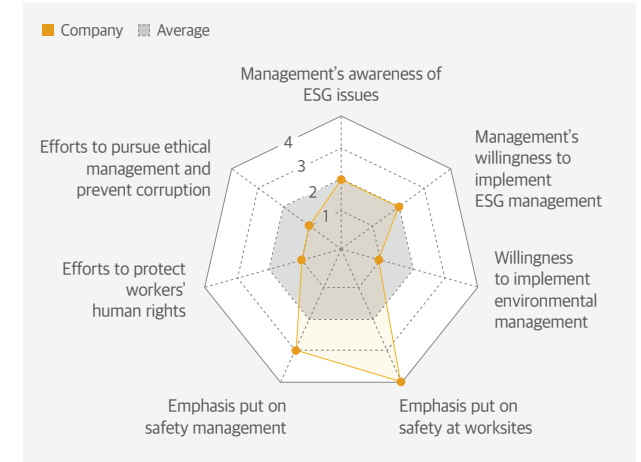 Company Average
Management’s awareness of
ESG issues
Efforts to pursue ethical
management and
prevent corruption
4
3
2
1
Management’s
willingness to
implement
ESG management
Efforts to protect
workers’
human rights
Willingness
to implement
environmental
management
Emphasis put on
safety management
Emphasis put on
safety at worksites